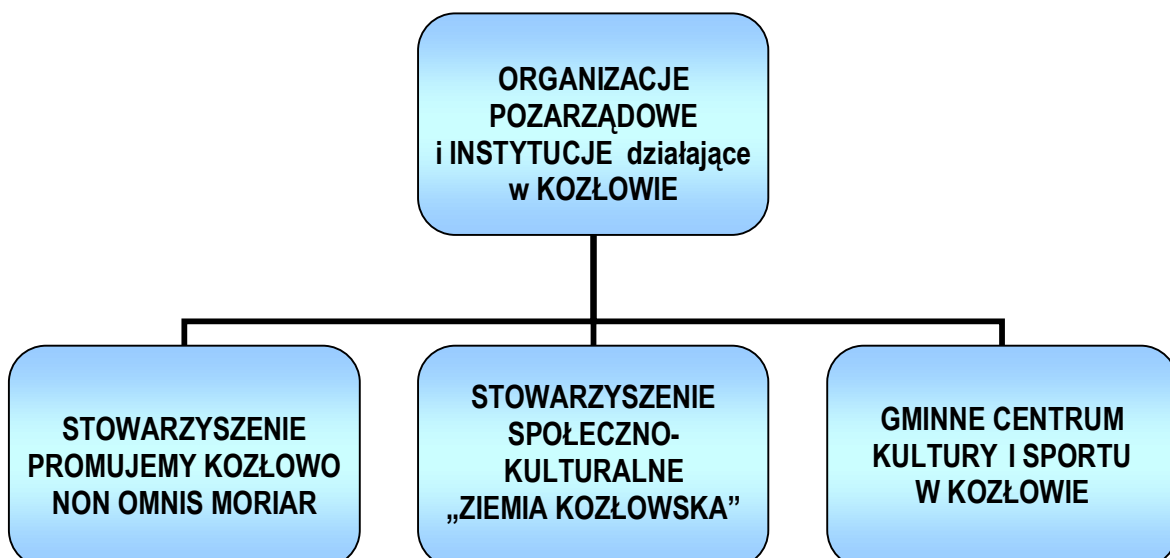 ORGANIZACJE
POZARZĄDOWE
i INSTYTUCJE działające
w KOZŁOWIE
STOWARZYSZENIE
PROMUJEMY KOZŁOWO
NON OMNIS MORIAR
STOWARZYSZENIE
SPOŁECZNO-
KULTURALNE
„ZIEMIA KOZŁOWSKA”
GMINNE CENTRUM
KULTURY I SPORTU
W KOZŁOWIE